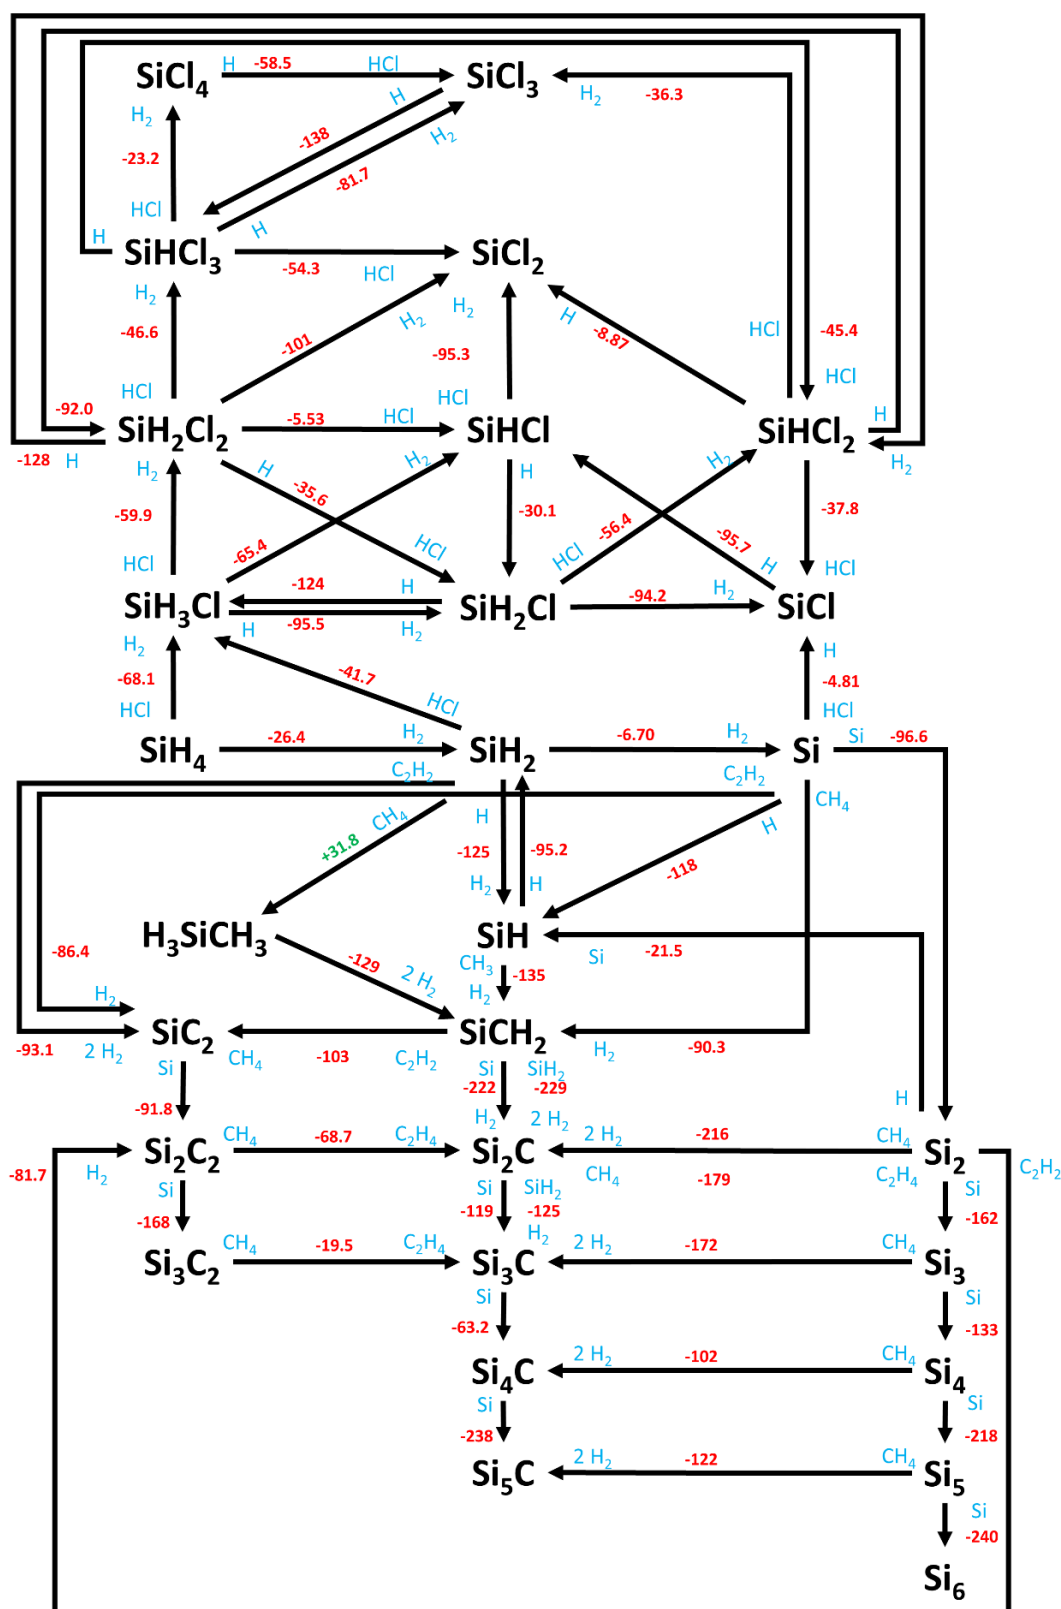 SiCl₄ H -58.5 HCl SiCl₃ H₂ -36.3
H₂ H
-138 H₂
-23.2 -81.7
HCl
H SiHCl₃ H SiCl₂
-54.3 HCl
H₂ H₂ H₂ H
-46.6 -101 -95.3 -8.87 HCl -45.4
HCl HCl HCl
-92.0 SiH₂Cl₂ -5.53 HCl SiHCl SiHCl₂ H
-128 H H₂ H H₂ H H₂ H₂
-35.6
-59.9 -30.1 -56.4 -95.7 -37.8
-65.4 HCl
HCl HCl H HCl
SiH₃Cl -124 H SiH₂Cl -94.2 H₂ SiCl
H -95.5 H₂
H₂ H
-68.1 -41.7 -4.81
HCl HCl HCl
SiH₄ -26.4 H₂ SiH₂ -6.70 H₂ Si Si -96.6
C₂H₂ C₂H₂
CH₄ H H CH₄
+31.8 -125 -95.2 -118
H₂ H
H₃SiCH₃ SiH
-86.4 -129 CH₃ -135 Si -21.5
H₂ 2 H₂ H₂
SiC₂ SiCH₂
-93.1 2 H₂ CH₄ -103 C₂H₂ H₂ -90.3
Si Si SiH₂
-222 -229
-91.8 H
H₂ 2 H₂
Si₂C₂ CH₄ -68.7 C₂H₄ Si₂C 2 H₂ -216 CH₄ Si₂
-81.7 H₂ CH₄ -179 C₂H₄ C₂H₂
Si Si SiH₂ Si
-168 -119 -125 -162
H₂
Si₃C₂ CH₄ -19.5 C₂H₄ Si₃C 2 H₂ -172 CH₄ Si₃
Si Si
-63.2 -133
Si₄C 2 H₂ -102 CH₄ Si₄
Si Si
-238 -218
Si₅C 2 H₂ -122 CH₄ Si₅
Si
-240
Si₆